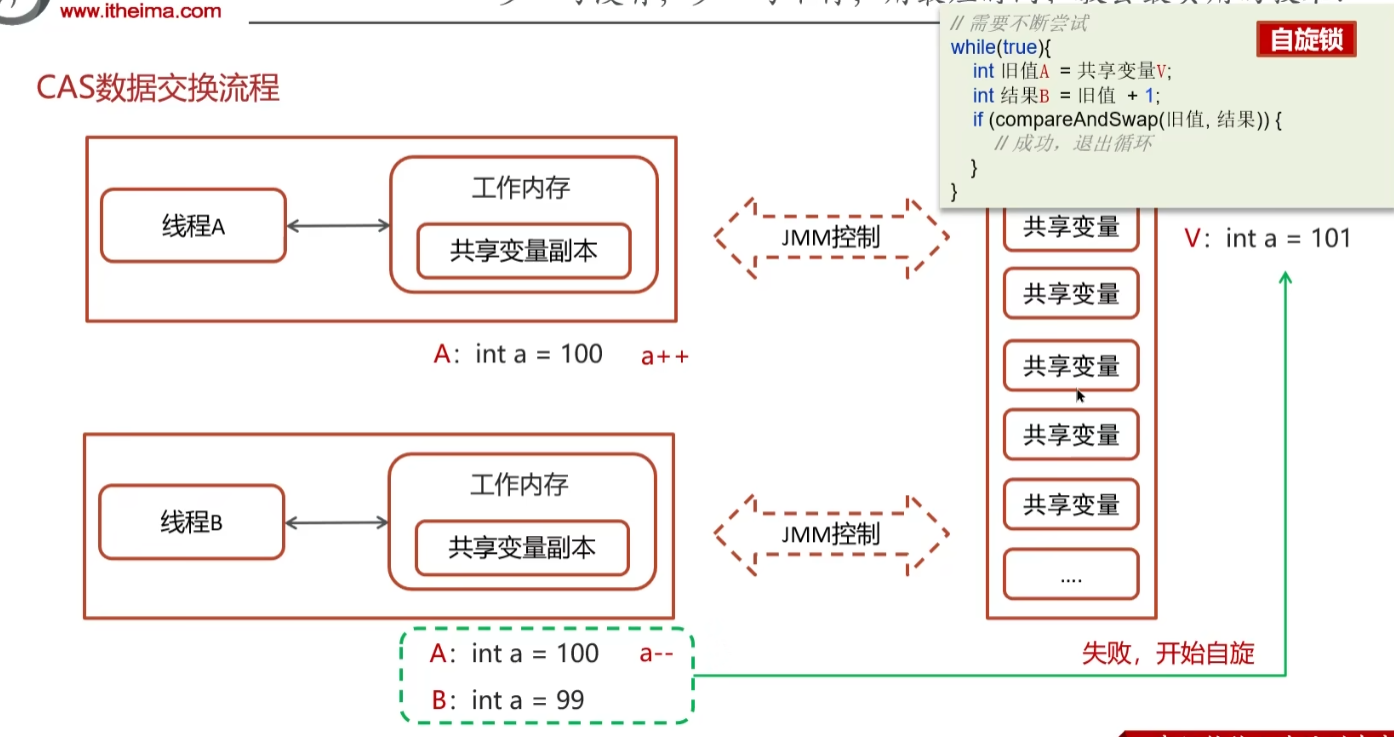 www.itheima.com
// 需要不断尝试
while(true){
int 旧值A = 共享变量V;
int 结果B = 旧值 + 1;
if (compareAndSwap(旧值, 结果)) {
// 成功，退出循环
}
}
自旋锁
CAS数据交换流程
线程A
工作内存
共享变量副本
JMM控制
A：int a = 100 a++
共享变量
共享变量
共享变量
共享变量
共享变量
....
V：int a = 101
线程B
工作内存
共享变量副本
JMM控制
A：int a = 100 a--
B：int a = 99
失败，开始自旋